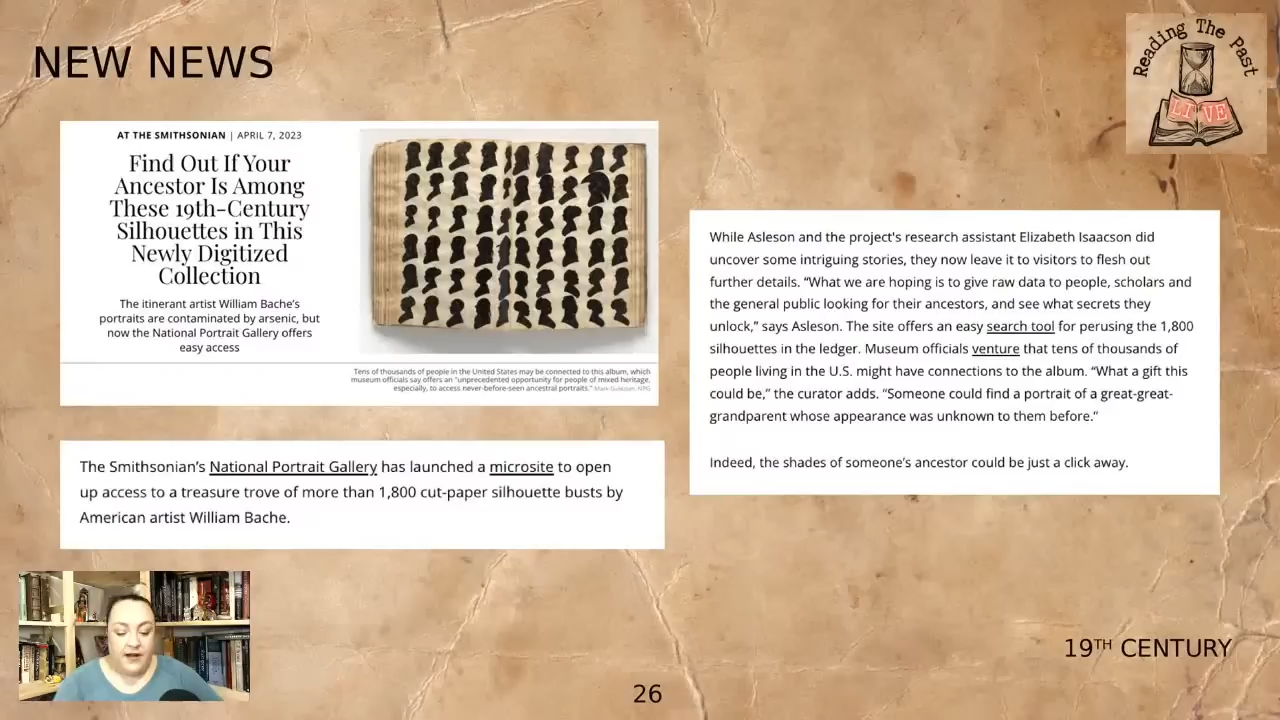 NEW NEWS
Reading The Past
LIVE
AT THE SMITHSONIAN | APRIL 7, 2023
Find Out If Your
Ancestor Is Among
These 19th-Century
Silhouettes in This
Newly Digitized
Collection
The itinerant artist William Bache's
portraits are contaminated by arsenic, but
now the National Portrait Gallery offers
easy access
Tens of thousands of people in the United States may be connected to this album, which
museum officials say offers an "unprecedented opportunity for people of mixed heritage,
especially, to access never-before-seen ancestral portraits." Mark Gulezian, NPG
The Smithsonian's National Portrait Gallery has launched a microsite to open
up access to a treasure trove of more than 1,800 cut-paper silhouette busts by
American artist William Bache.
While Asleson and the project's research assistant Elizabeth Isaacson did
uncover some intriguing stories, they now leave it to visitors to flesh out
further details. “What we are hoping is to give raw data to people, scholars and
the general public looking for their ancestors, and see what secrets they
unlock,” says Asleson. The site offers an easy search tool for perusing the 1,800
silhouettes in the ledger. Museum officials venture that tens of thousands of
people living in the U.S. might have connections to the album. “What a gift this
could be,” the curator adds. “Someone could find a portrait of a great-great-
grandparent whose appearance was unknown to them before.”
Indeed, the shades of someone's ancestor could be just a click away.
19TH CENTURY
26